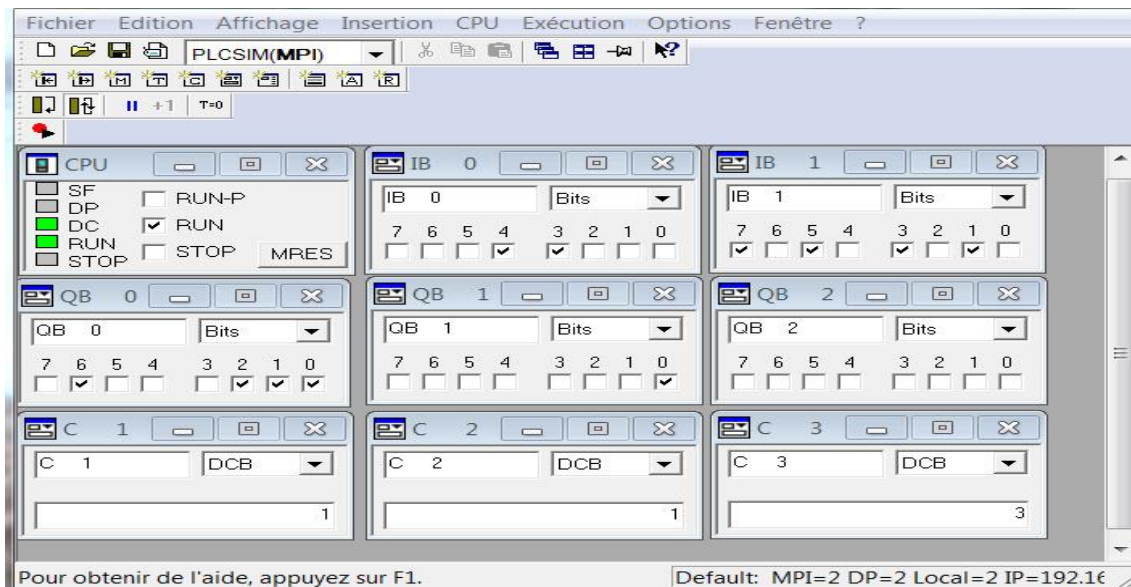 Fichier Edition Affichage Insertion CPU Exécution Options Fenêtre ?
PLCSIM(MPI)
+1 T=0
CPU
SF
DP
DC
RUN
STOP
RUN-P
RUN
STOP
MRES
IB 0
IB 0 Bits
7 6 5 4 3 2 1 0
IB 1
IB 1 Bits
7 6 5 4 3 2 1 0
QB 0
QB 0 Bits
7 6 5 4 3 2 1 0
QB 1
QB 1 Bits
7 6 5 4 3 2 1 0
QB 2
QB 2 Bits
7 6 5 4 3 2 1 0
C 1
C 1 DCB
1
C 2
C 2 DCB
1
C 3
C 3 DCB
3
Pour obtenir de l'aide, appuyez sur F1.
Default: MPI=2 DP=2 Local=2 IP=192.16